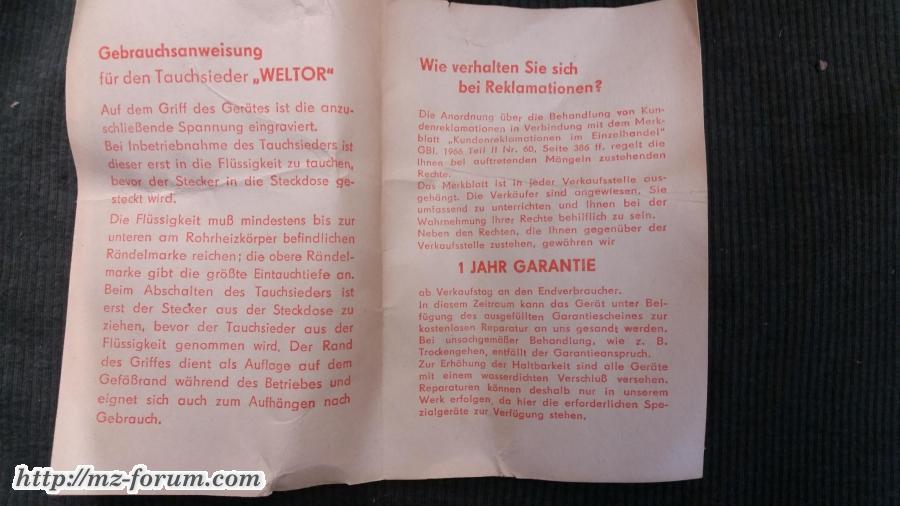 Gebrauchsanweisung
für den Tauchsieder „WELTOR“
Auf dem Griff des Gerätes ist die anzu-
schließende Spannung eingraviert.
Bei Inbetriebnahme des Tauchsieders ist
dieser erst in die Flüssigkeit zu tauchen,
bevor der Stecker in die Steckdose ge-
steckt wird.
Die Flüssigkeit muß mindestens bis zur
unteren am Rohrheizkörper befindlichen
Rändelmarke reichen; die obere Rändel-
marke gibt die größte Eintauchtiefe an.
Beim Abschalten des Tauchsieders ist
erst der Stecker aus der Steckdose zu
ziehen, bevor der Tauchsieder aus der
Flüssigkeit genommen wird. Der Rand
des Griffes dient als Auflage auf dem
Gefäßrand während des Betriebes und
eignet sich auch zum Aufhängen nach
Gebrauch.
Wie verhalten Sie sich
bei Reklamationen?
Die Anordnung über die Behandlung von Kun-
denreklamationen in Verbindung mit dem Merk-
blatt „Kundenreklamationen im Einzelhandel“
GBl. 1966 Teil II Nr. 60, Seite 386 ff. regelt die
Ihnen bei auftretenden Mängeln zustehenden
Rechte.
Das Merkblatt ist in jeder Verkaufsstelle aus-
gehängt. Die Verkäufer sind angewiesen, Sie
umfassend zu unterrichten und Ihnen bei der
Wahrnehmung Ihrer Rechte behilflich zu sein.
Neben den Rechten, die Ihnen gegenüber der
Verkaufsstelle zustehen, gewähren wir
1 JAHR GARANTIE
ab Verkaufstag an den Endverbraucher.
In diesem Zeitraum kann das Gerät unter Bei-
fügung des ausgefüllten Garantiescheines zur
kostenlosen Reparatur an uns gesandt werden.
Bei unsachgemäßer Behandlung, wie z. B.
Trockengehen, entfällt der Garantieanspruch.
Zur Erhöhung der Haltbarkeit sind alle Geräte
mit einem wasserdichten Verschluß versehen.
Reparaturen können deshalb nur in unserem
Werk erfolgen, da hier die erforderlichen Spe-
zialgeräte zur Verfügung stehen.
http://mz-forum.com